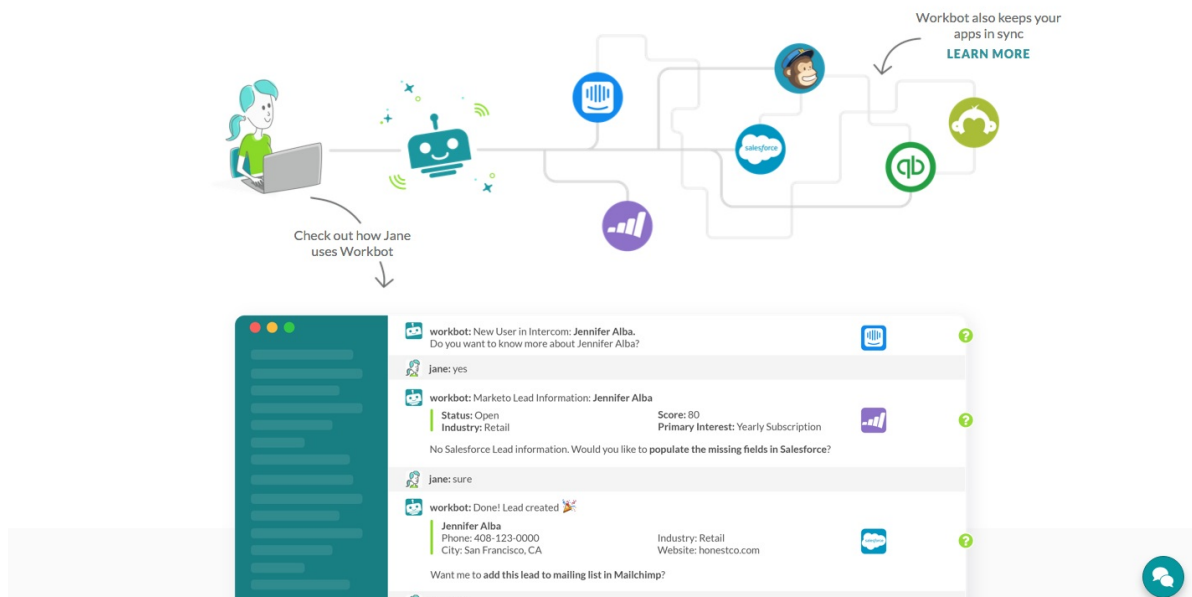 Workbot also keeps your
apps in sync
LEARN MORE
salesforce
qb
Check out how Jane
uses Workbot
workbot: New User in Intercom: Jennifer Alba.
Do you want to know more about Jennifer Alba?
?
jane: yes
workbot: Marketo Lead Information: Jennifer Alba
Status: Open
Score: 80
Industry: Retail
Primary Interest: Yearly Subscription
?
No Salesforce Lead information. Would you like to populate the missing fields in Salesforce?
jane: sure
workbot: Done! Lead created
Jennifer Alba
Phone: 408-123-0000
Industry: Retail
City: San Francisco, CA
Website: honestco.com
salesforce
?
Want me to add this lead to mailing list in Mailchimp?